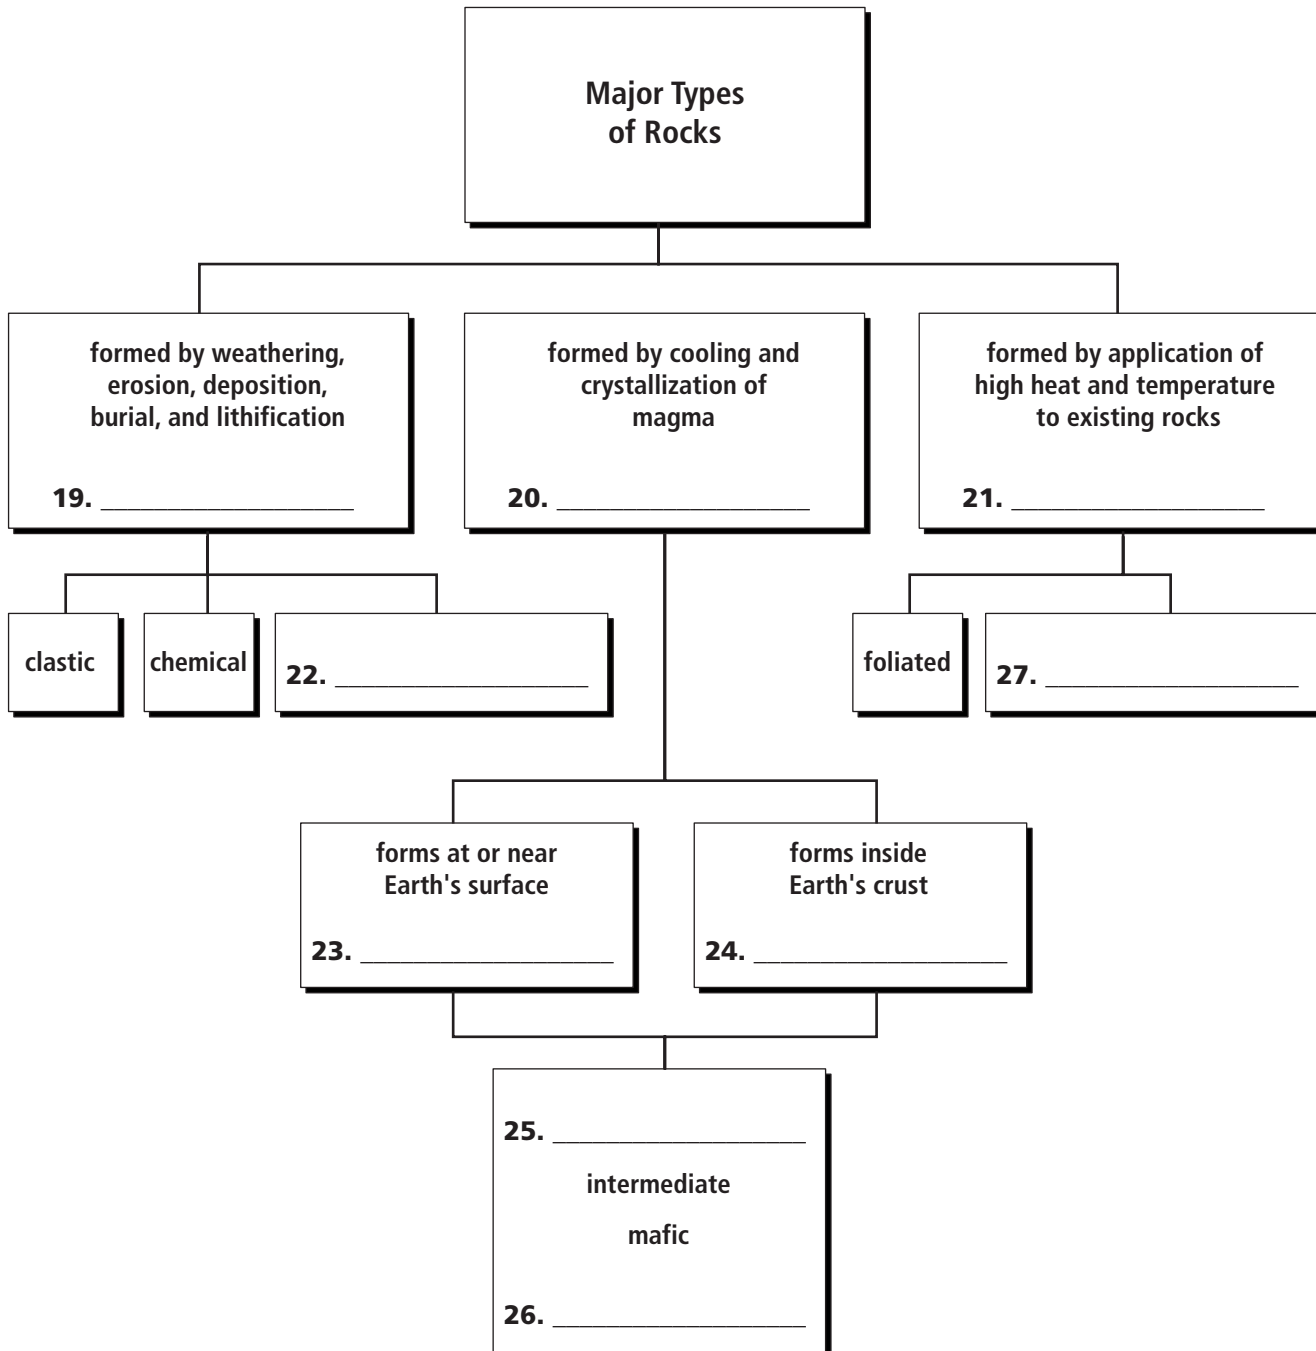 Major Types
of Rocks
formed by weathering,
erosion, deposition,
burial, and lithification
19. ___________________
formed by cooling and
crystallization of
magma
20. ___________________
formed by application of
high heat and temperature
to existing rocks
21. ___________________
clastic
chemical
22. ___________________
foliated
27. ___________________
forms at or near
Earth's surface
23. ___________________
forms inside
Earth's crust
24. ___________________
25. ___________________
intermediate
mafic
26. ___________________